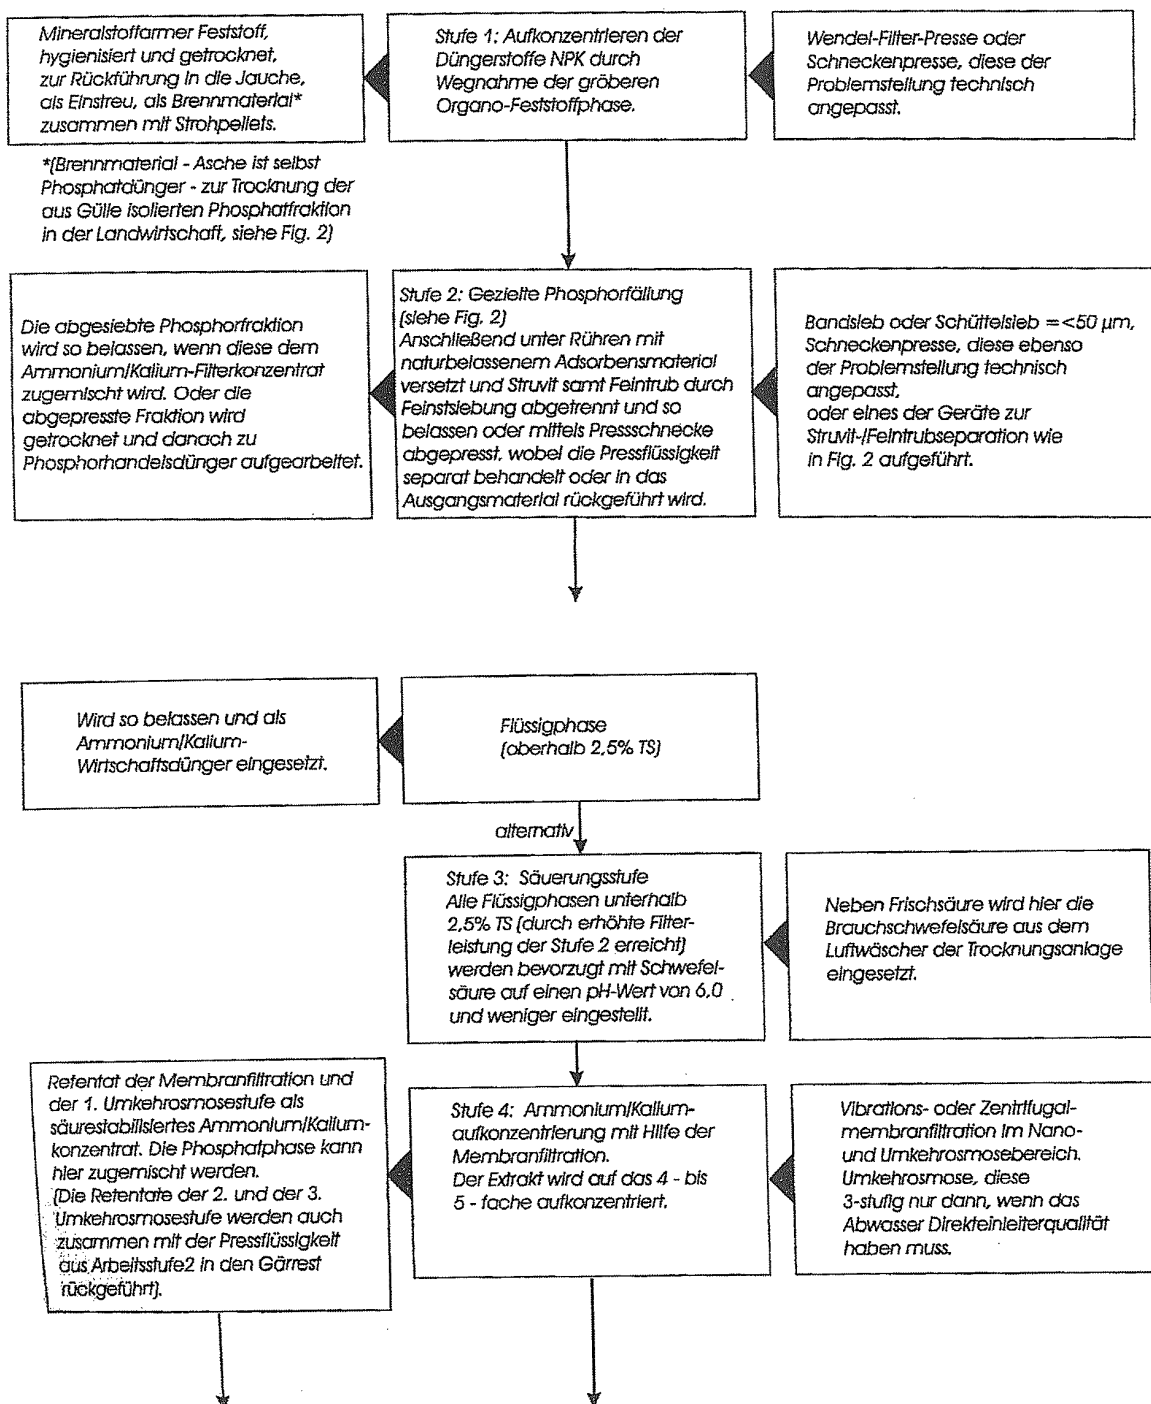 Mineralstoffarmer Feststoff,
hygienisiert und getrocknet,
zur Rückführung in die Jauche,
als Einstreu, als Brennmaterial*
zusammen mit Strohpellets.
Stufe 1: Aufkonzentrieren der
Düngerstoffe NPK durch
Wegnahme der gröberen
Organo-Feststoffphase.
Wendel-Filter-Presse oder
Schneckenpresse, diese der
Problemstellung technisch
angepasst.
*(Brennmaterial - Asche ist selbst
Phosphatdünger - zur Trocknung der
aus Gülle isolierten Phosphatfraktion
in der Landwirtschaft, siehe Fig. 2)
Die abgesiebte Phosphorfraktion
wird so belassen, wenn diese dem
Ammonium/Kalium-Filterkonzentrat
zugemischt wird. Oder die
abgepresste Fraktion wird
getrocknet und danach zu
Phosphorhandelsdünger aufgearbeitet.
Stufe 2: Gezielte Phosphorfällung
(siehe Fig. 2)
Anschließend unter Rühren mit
naturbelassenem Adsorbensmaterial
versetzt und Struvit samt Feintrub durch
Feinstsiebung abgetrennt und so
belassen oder mittels Pressschnecke
abgepresst, wobei die Pressflüssigkeit
separat behandelt oder in das
Ausgangsmaterial rückgeführt wird.
Bandsieb oder Schüttelsieb =<50 µm,
Schneckenpresse, diese ebenso
der Problemstellung technisch
angepasst,
oder eines der Geräte zur
Struvit-/Feintrubseparation wie
in Fig. 2 aufgeführt.
Wird so belassen und als
Ammonium/Kalium-
Wirtschaftsdünger eingesetzt.
Flüssigphase
(oberhalb 2,5% TS)
alternativ
Stufe 3: Säuerungsstufe
Alle Flüssigphasen unterhalb
2,5% TS (durch erhöhte Filter-
leistung der Stufe 2 erreicht)
werden bevorzugt mit Schwefel-
säure auf einen pH-Wert von 6,0
und weniger eingestellt.
Neben Frischsäure wird hier die
Brauchschwefelsäure aus dem
Luftwäscher der Trocknungsanlage
eingesetzt.
Retentat der Membranfiltration und
der 1. Umkehrosmosestufe als
säurestabilisiertes Ammonium/Kalium-
konzentrat. Die Phosphatphase kann
hier zugemischt werden.
(Die Retentate der 2. und der 3.
Umkehrosmosestufe werden auch
zusammen mit der Pressflüssigkeit
aus Arbeitsstufe2 in den Gärrest
rückgeführt).
Stufe 4: Ammonium/Kalium-
aufkonzentrierung mit Hilfe der
Membranfiltration.
Der Extrakt wird auf das 4 - bis
5 - fache aufkonzentriert.
Vibrations- oder Zentrifugal-
membranfiltration im Nano-
und Umkehrosmosebereich.
Umkehrosmose, diese
3-stufig nur dann, wenn das
Abwasser Direkteinleiterqualität
haben muss.